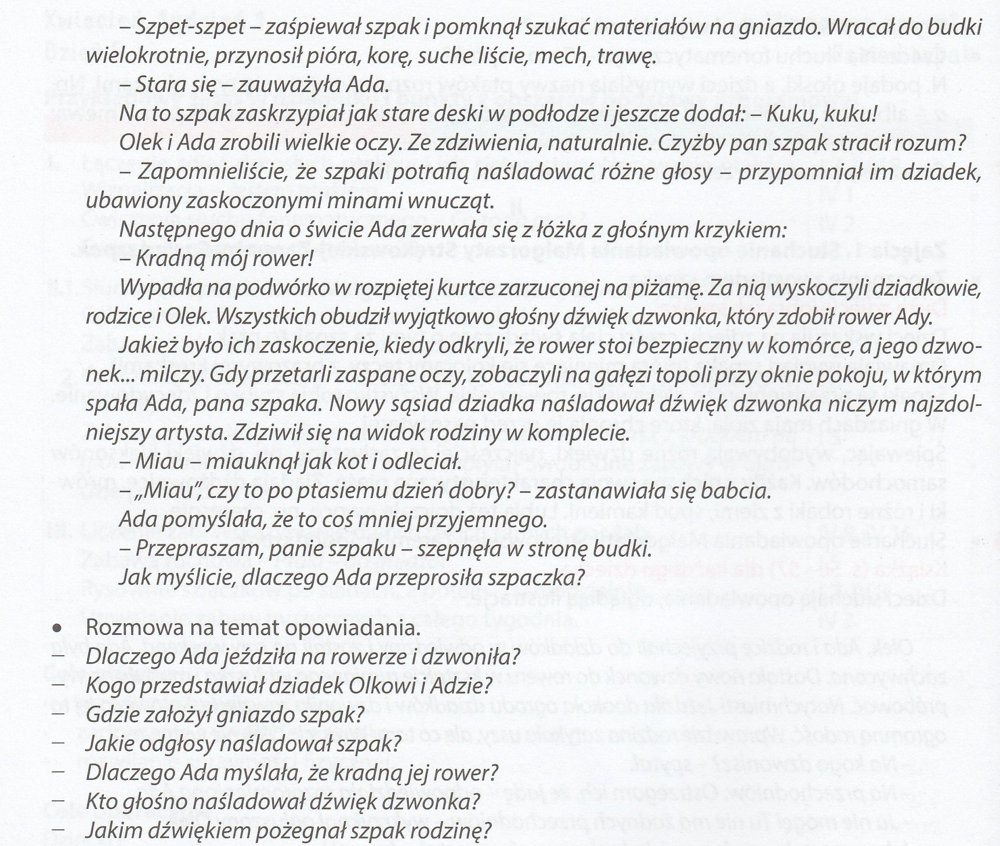 – Szpet-szpet – zaśpiewał szpak i pomknął szukać materiałów na gniazdo. Wracał do budki
wielokrotnie, przynosił pióra, korę, suche liście, mech, trawę.
– Stara się – zauważyła Ada.
Na to szpak zaskrzypiał jak stare deski w podłodze i jeszcze dodał: – Kuku, kuku!
Olek i Ada zrobili wielkie oczy. Ze zdziwienia, naturalnie. Czyżby pan szpak stracił rozum?
– Zapomnieliście, że szpaki potrafią naśladować różne głosy – przypomniał im dziadek,
ubawiony zaskoczonymi minami wnucząt.
Następnego dnia o świcie Ada zerwała się z łóżka z głośnym krzykiem:
– Kradną mój rower!
Wypadła na podwórko w rozpiętej kurtce zarzuconej na piżamę. Za nią wyskoczyli dziadkowie,
rodzice i Olek. Wszystkich obudził wyjątkowo głośny dźwięk dzwonka, który zdobił rower Ady.
Jakież było ich zaskoczenie, kiedy odkryli, że rower stoi bezpieczny w komórce, a jego dzwo-
nek... milczy. Gdy przetarli zaspane oczy, zobaczyli na gałęzi topoli przy oknie pokoju, w którym
spała Ada, pana szpaka. Nowy sąsiad dziadka naśladował dźwięk dzwonka niczym najzdol-
niejszy artysta. Zdziwił się na widok rodziny w komplecie.
– Miau – miauknął jak kot i odleciał.
– „Miau”, czy to po ptasiemu dzień dobry? – zastanawiała się babcia.
Ada pomyślała, że to coś mniej przyjemnego.
– Przepraszam, panie szpaku – szepnęła w stronę budki.
Jak myślicie, dlaczego Ada przeprosiła szpaczka?
• Rozmowa na temat opowiadania.
– Dlaczego Ada jeździła na rowerze i dzwoniła?
– Kogo przedstawiał dziadek Olkowi i Adzie?
– Gdzie założył gniazdo szpak?
– Jakie odgłosy naśladował szpak?
– Dlaczego Ada myślała, że kradną jej rower?
– Kto głośno naśladował dźwięk dzwonka?
– Jakim dźwiękiem pożegnał szpak rodzinę?